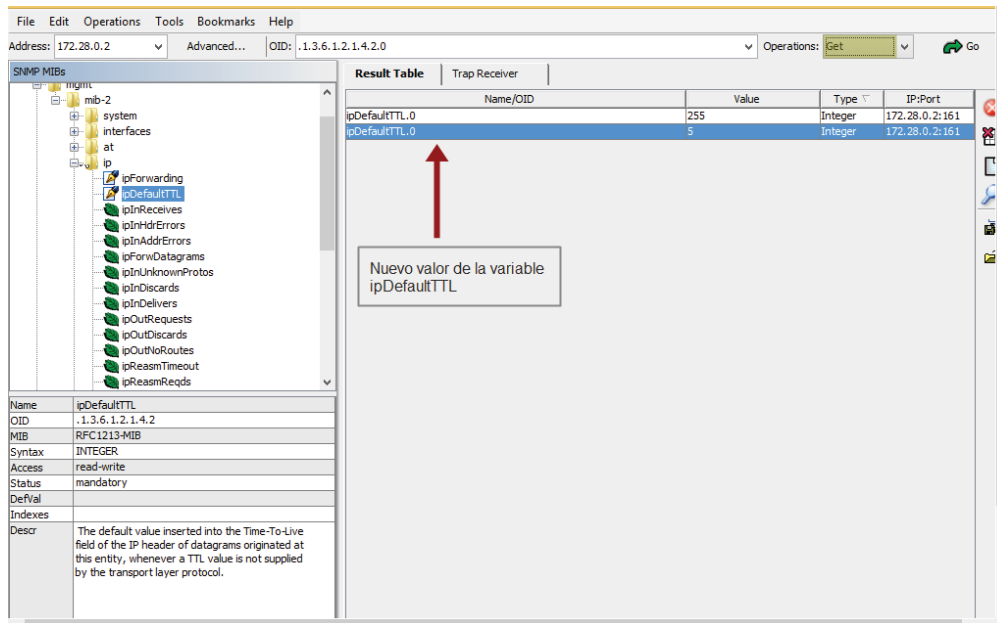 File Edit Operations Tools Bookmarks Help
Address: 172.28.0.2 Advanced... OID: .1.3.6.1.2.1.4.2.0 Operations: Get Go
SNMP MIBs
Result Table Trap Receiver
mgmt
mib-2
system
interfaces
at
ip
ipForwarding
ipDefaultTTL
ipInReceives
ipInHdrErrors
ipInAddrErrors
ipForwDatagrams
ipInUnknownProtos
ipInDiscards
ipInDelivers
ipOutRequests
ipOutDiscards
ipOutNoRoutes
ipReasmTimeout
ipReasmReqds
Name/OID Value Type IP:Port
ipDefaultTTL.0 255 Integer 172.28.0.2:161
ipDefaultTTL.0 5 Integer 172.28.0.2:161
Nuevo valor de la variable
ipDefaultTTL
Name ipDefaultTTL
OID .1.3.6.1.2.1.4.2
MIB RFC1213-MIB
Syntax INTEGER
Access read-write
Status mandatory
DefVal
Indexes
Descr The default value inserted into the Time-To-Live
field of the IP header of datagrams originated at
this entity, whenever a TTL value is not supplied
by the transport layer protocol.